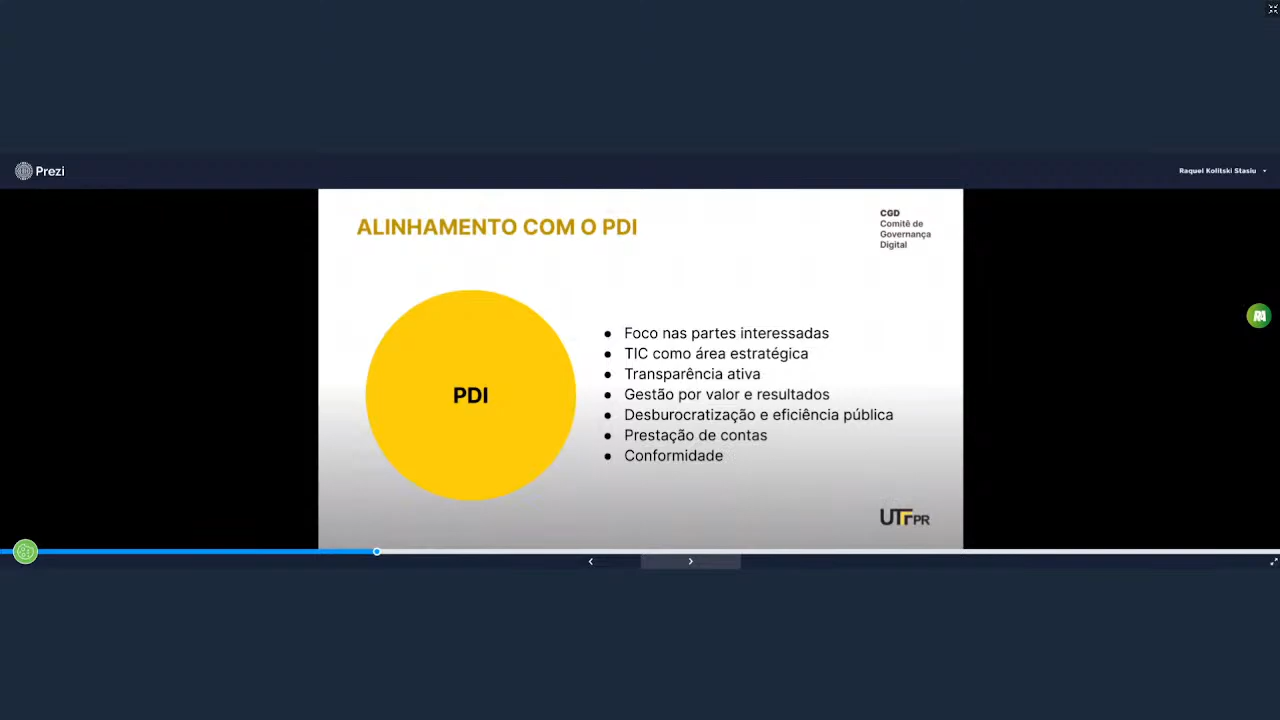 Prezi
Raquel Kolitski Stasiu
ALINHAMENTO COM O PDI
CGD
Comitê de
Governança
Digital
PDI
● Foco nas partes interessadas
● TIC como área estratégica
● Transparência ativa
● Gestão por valor e resultados
● Desburocratização e eficiência pública
● Prestação de contas
● Conformidade
UTFPR